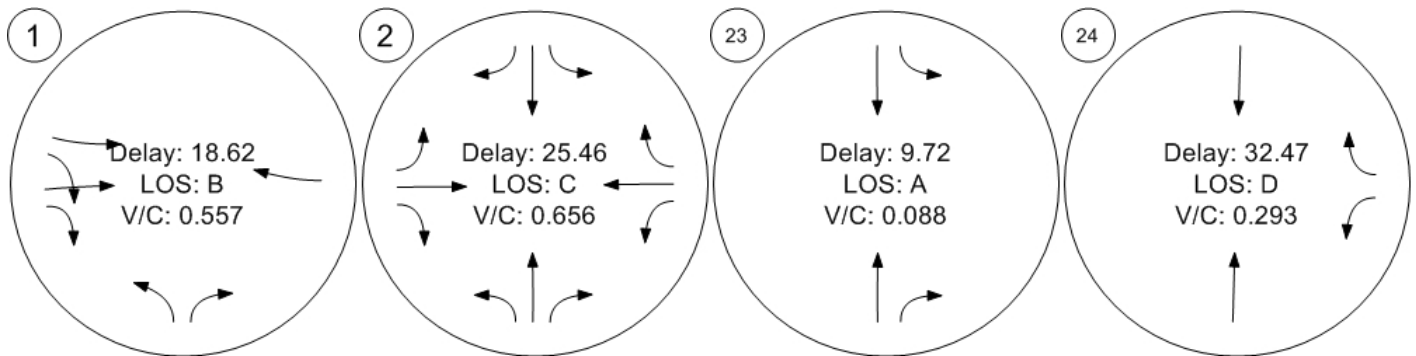 1
Delay: 18.62
LOS: B
V/C: 0.557
2
Delay: 25.46
LOS: C
V/C: 0.656
23
Delay: 9.72
LOS: A
V/C: 0.088
24
Delay: 32.47
LOS: D
V/C: 0.293